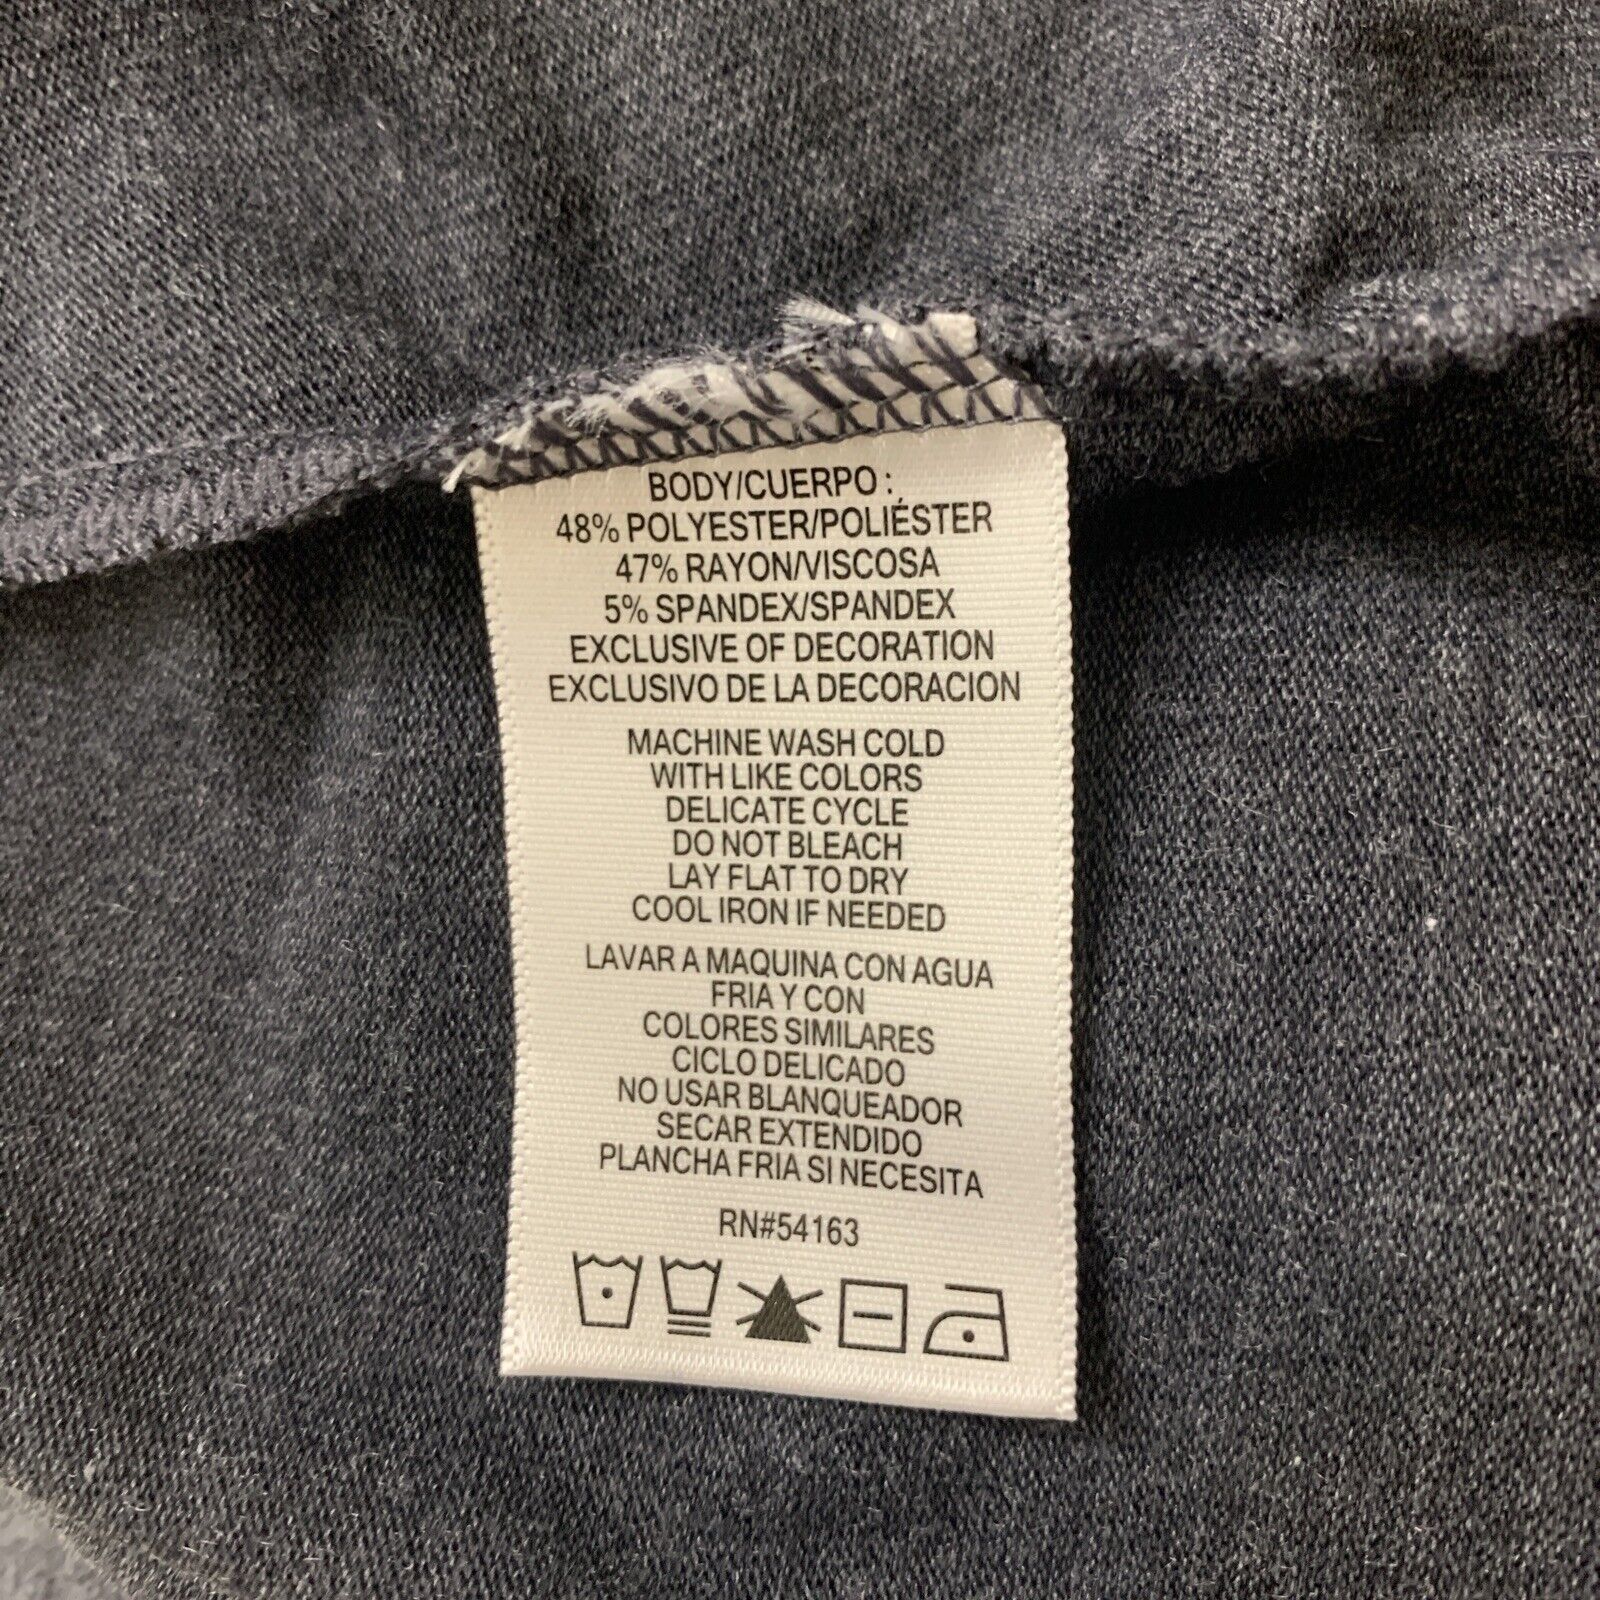 BODY/CUERPO :
48% POLYESTER/POLIÉSTER
47% RAYON/VISCOSA
5% SPANDEX/SPANDEX
EXCLUSIVE OF DECORATION
EXCLUSIVO DE LA DECORACION
MACHINE WASH COLD
WITH LIKE COLORS
DELICATE CYCLE
DO NOT BLEACH
LAY FLAT TO DRY
COOL IRON IF NEEDED
LAVAR A MAQUINA CON AGUA
FRIA Y CON
COLORES SIMILARES
CICLO DELICADO
NO USAR BLANQUEADOR
SECAR EXTENDIDO
PLANCHA FRIA SI NECESITA
RN#54163